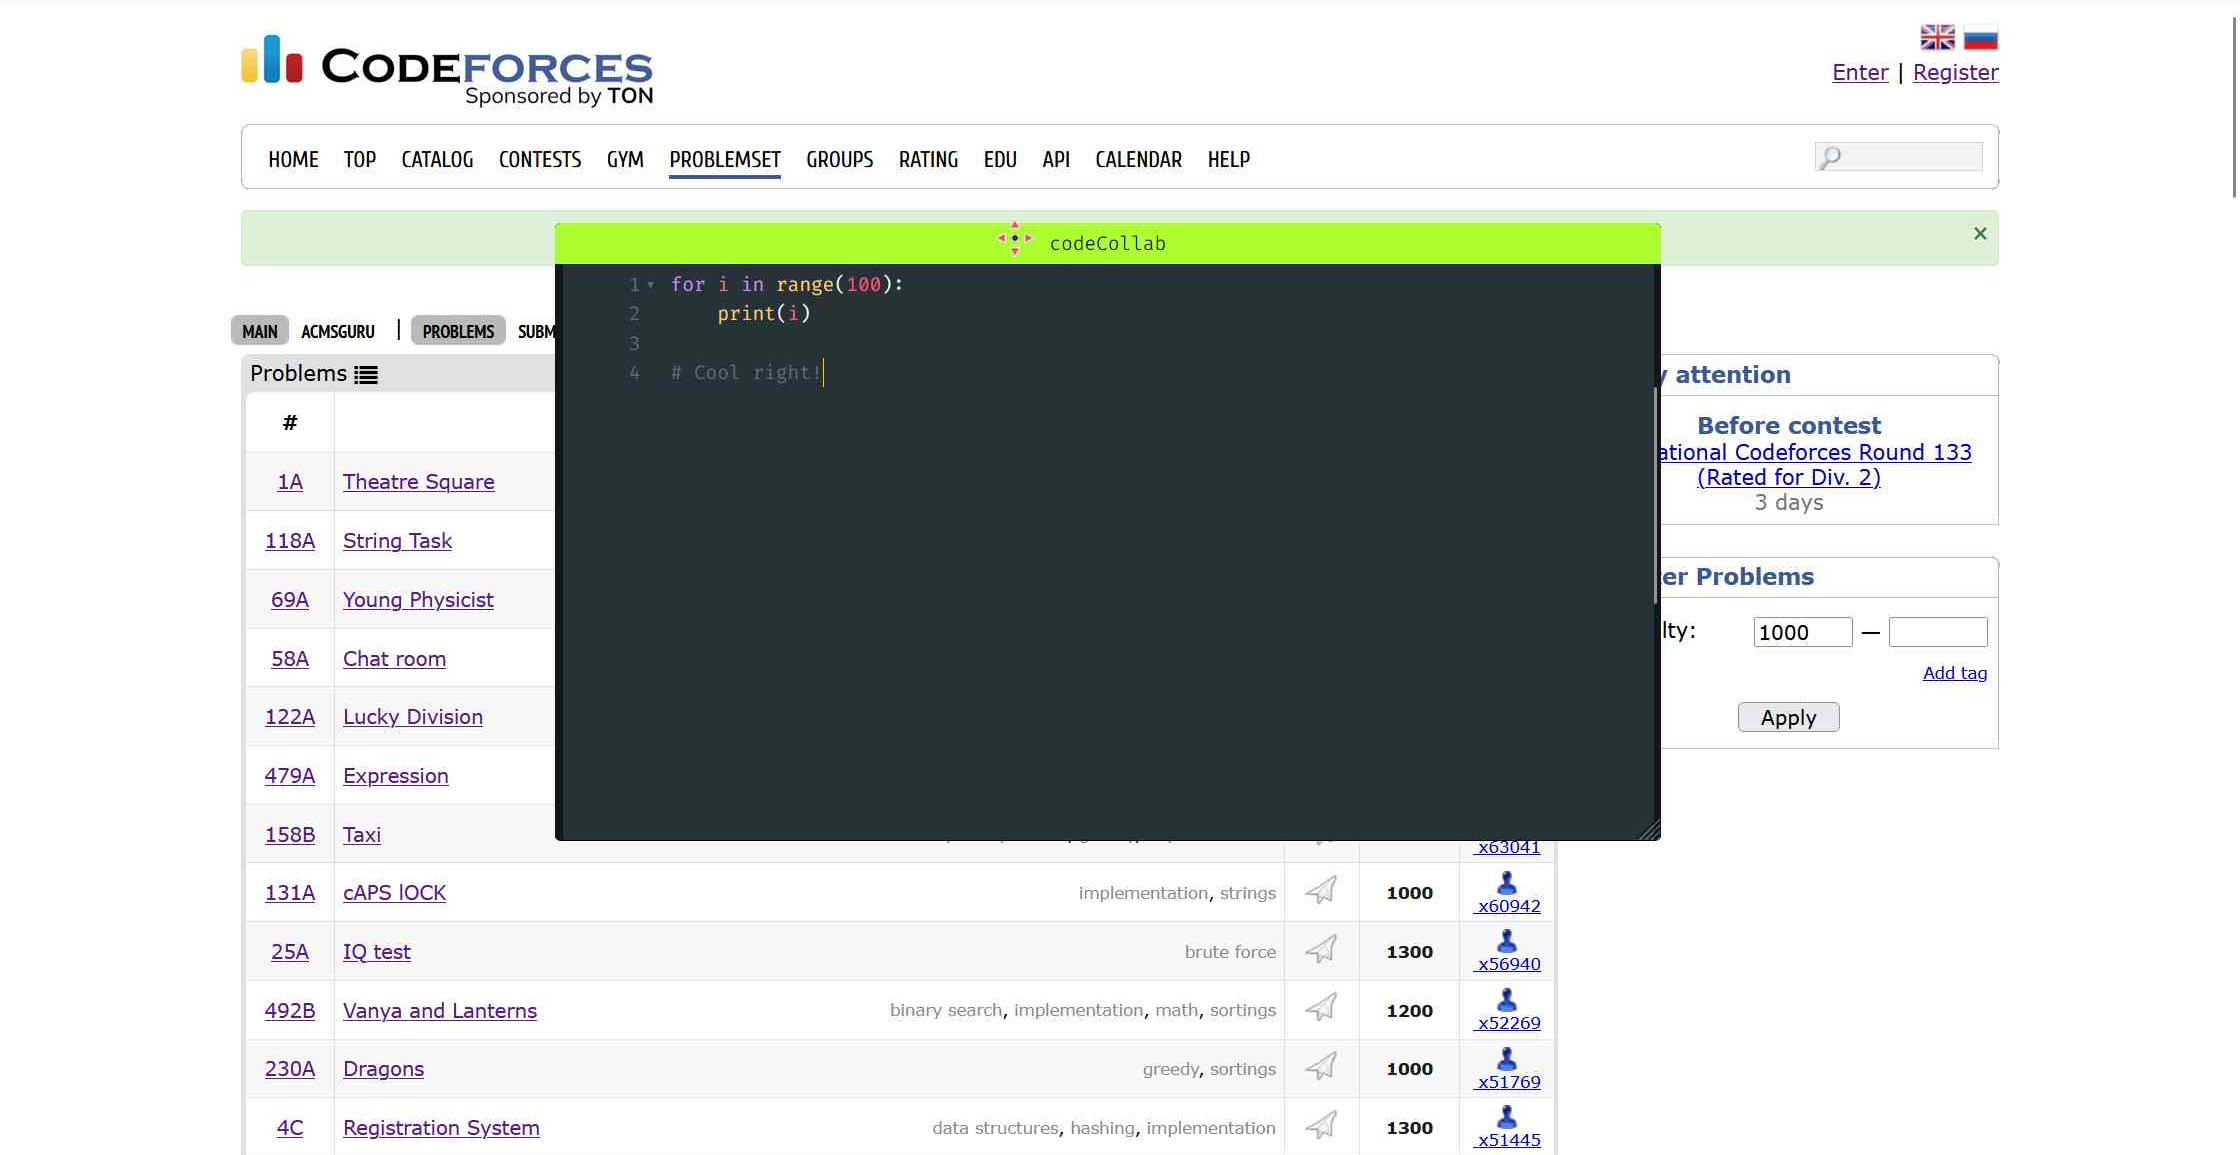 CODEFORCES
Sponsored by TON
Enter | Register
HOME TOP CATALOG CONTESTS GYM PROBLEMSET GROUPS RATING EDU API CALENDAR HELP
×
codeCollab
1 for i in range(100):
2 print(i)
3
4 # Cool right!
MAIN ACMSGURU | PROBLEMS
Problems
#
1A Theatre Square
118A String Task
69A Young Physicist
58A Chat room
122A Lucky Division
479A Expression
158B Taxi x63041
131A cAPS lOCK implementation, strings 1000 x60942
25A IQ test brute force 1300 x56940
492B Vanya and Lanterns binary search, implementation, math, sortings 1200 x52269
230A Dragons greedy, sortings 1000 x51769
4C Registration System data structures, hashing, implementation 1300 x51445
attention
Before contest
Codeforces Round 133
(Rated for Div. 2)
3 days
Problems
1000 —
Add tag
Apply